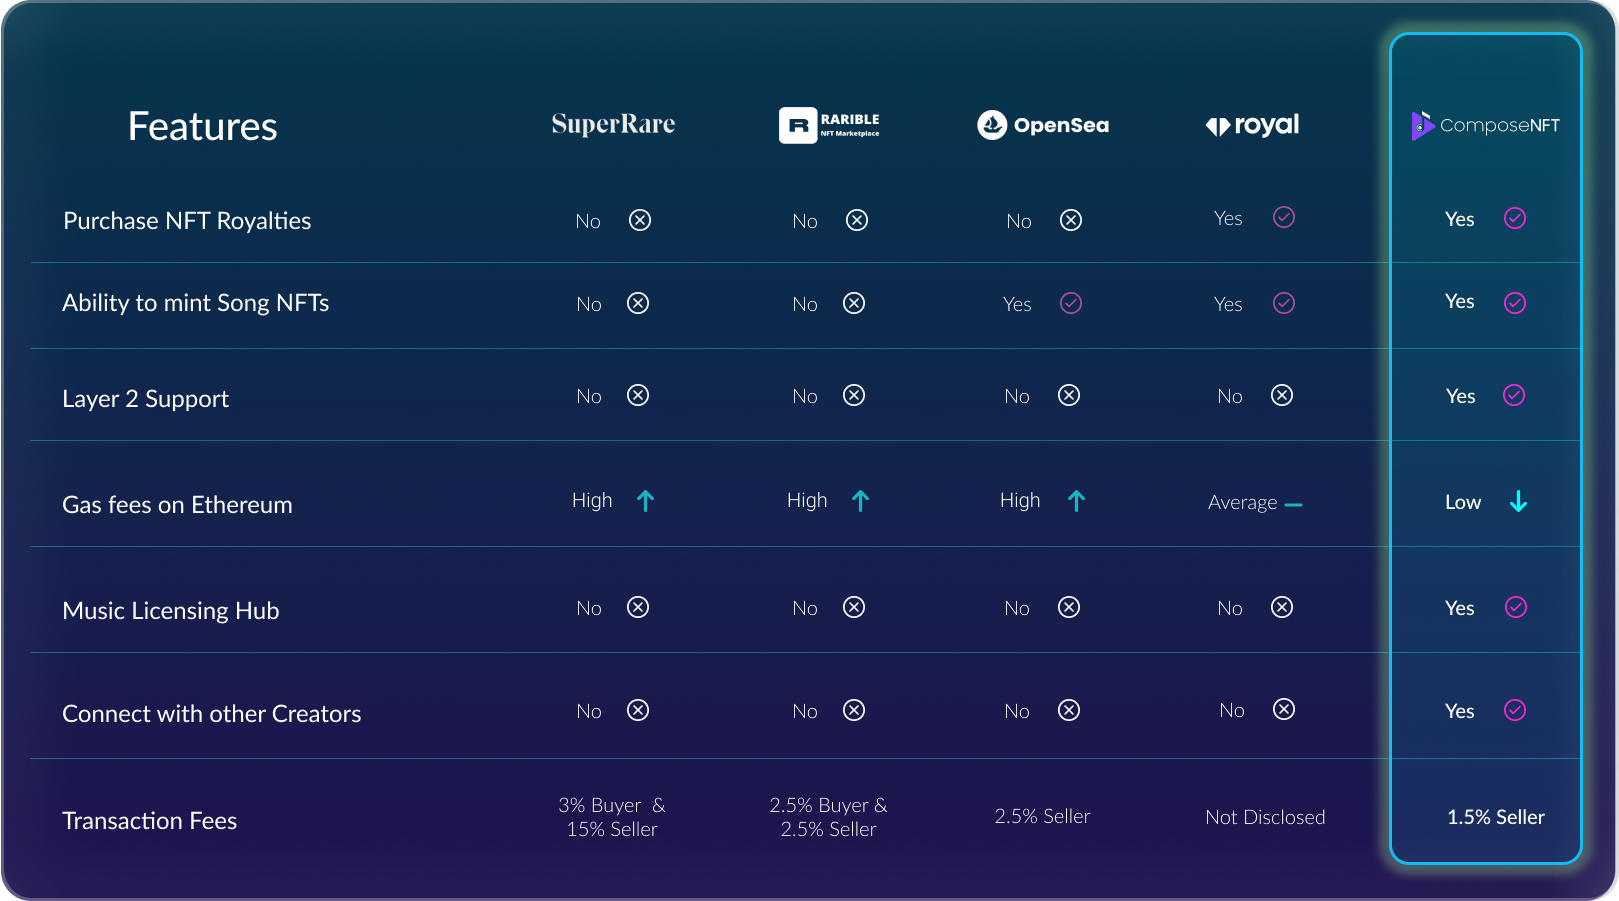 Features SuperRare RARIBLE OpenSea royal ComposeNFT
NFT Marketplace
Purchase NFT Royalties No No No Yes Yes
Ability to mint Song NFTs No No Yes Yes Yes
Layer 2 Support No No No No Yes
Gas fees on Ethereum High High High Average Low
Music Licensing Hub No No No No Yes
Connect with other Creators No No No No Yes
Transaction Fees 3% Buyer & 2.5% Buyer & 2.5% Seller Not Disclosed 1.5% Seller
15% Seller 2.5% Seller